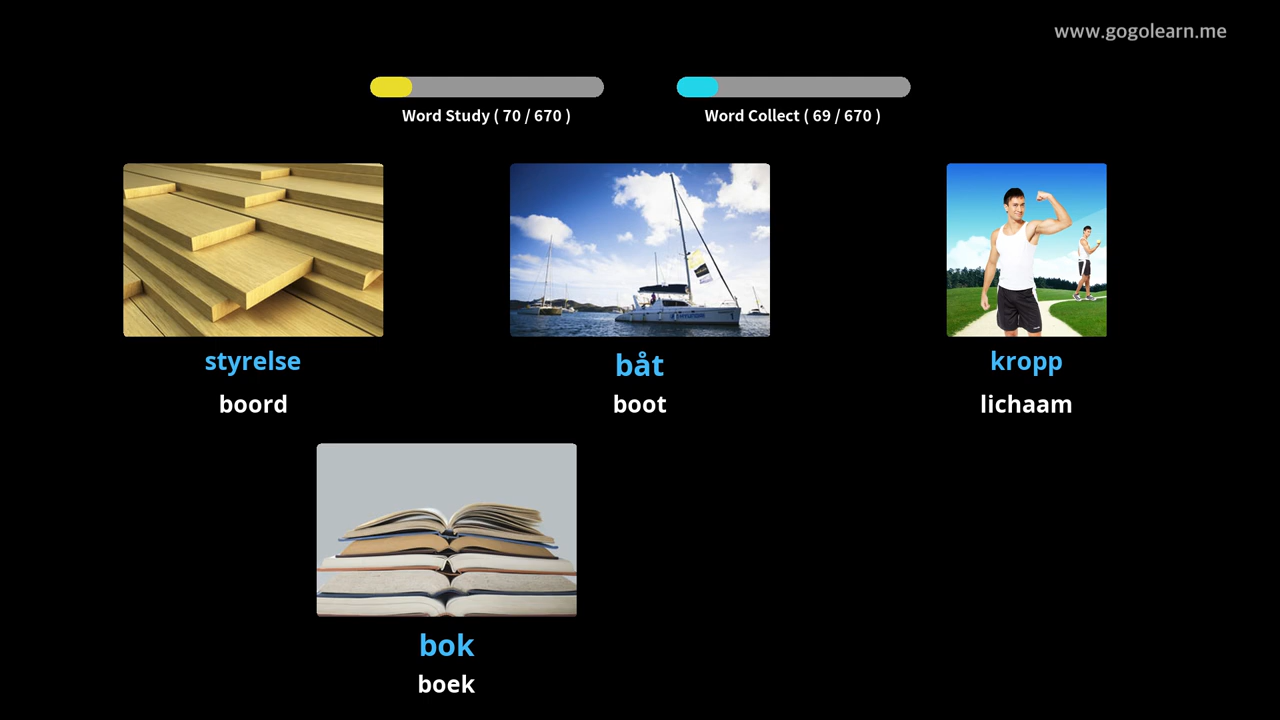 www.gogolearn.me
Word Study ( 70 / 670 )
Word Collect ( 69 / 670 )
styrelse
boord
båt
boot
kropp
lichaam
bok
boek